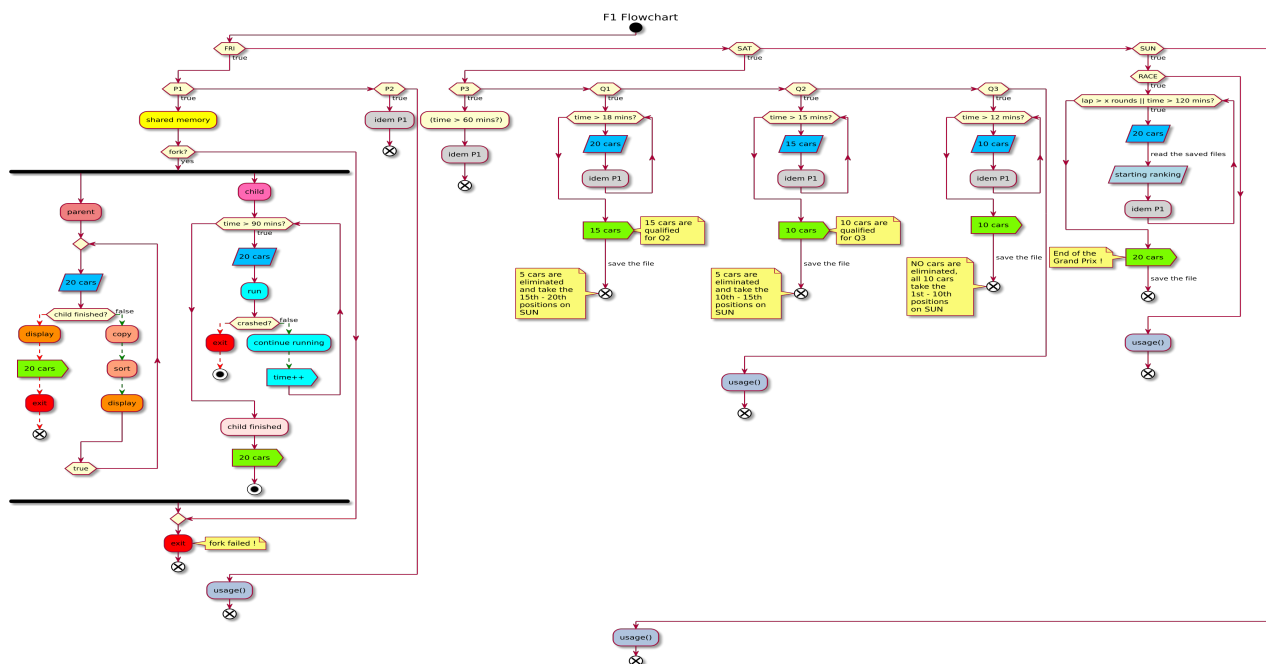 F1 Flowchart
FRI
true
SAT
true
SUN
true
P1
true
P2
true
P3
Q1
true
Q2
true
Q3
true
RACE
true
shared memory
idem P1
fork?
yes
parent
20 cars
child finished?
false
display
20 cars
exit
copy
sort
display
true
child
time > 90 mins?
true
20 cars
run
crashed?
false
exit
continue running
time++
child finished
20 cars
exit
fork failed !
usage()
(time > 60 mins?)
idem P1
time > 18 mins?
true
20 cars
idem P1
15 cars
15 cars are
qualified
for Q2
save the file
5 cars are
eliminated
and take the
15th - 20th
positions on
SUN
time > 15 mins?
true
15 cars
idem P1
10 cars
10 cars are
qualified
for Q3
save the file
5 cars are
eliminated
and take the
10th - 15th
positions on
SUN
time > 12 mins?
true
10 cars
idem P1
10 cars
save the file
NO cars are
eliminated,
all 10 cars
take the
1st - 10th
positions
on SUN
usage()
lap > x rounds || time > 120 mins?
true
20 cars
read the saved files
starting ranking
idem P1
20 cars
End of the
Grand Prix !
save the file
usage()
usage()